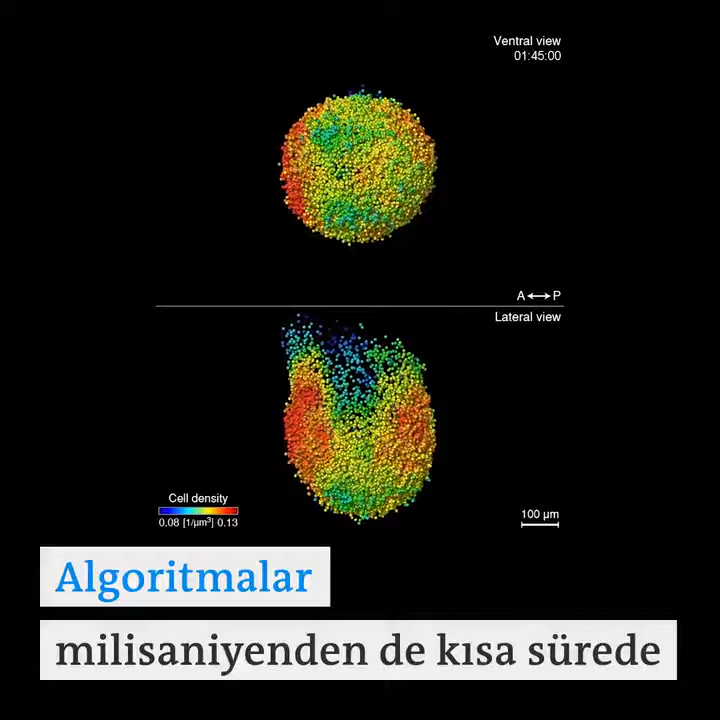 Ventral view
01:45:00
A ↔ P
Lateral view
Cell density
0.08 [1/µm³] 0.13
100 µm
Algoritmalar
milisaniyenden de kısa sürede